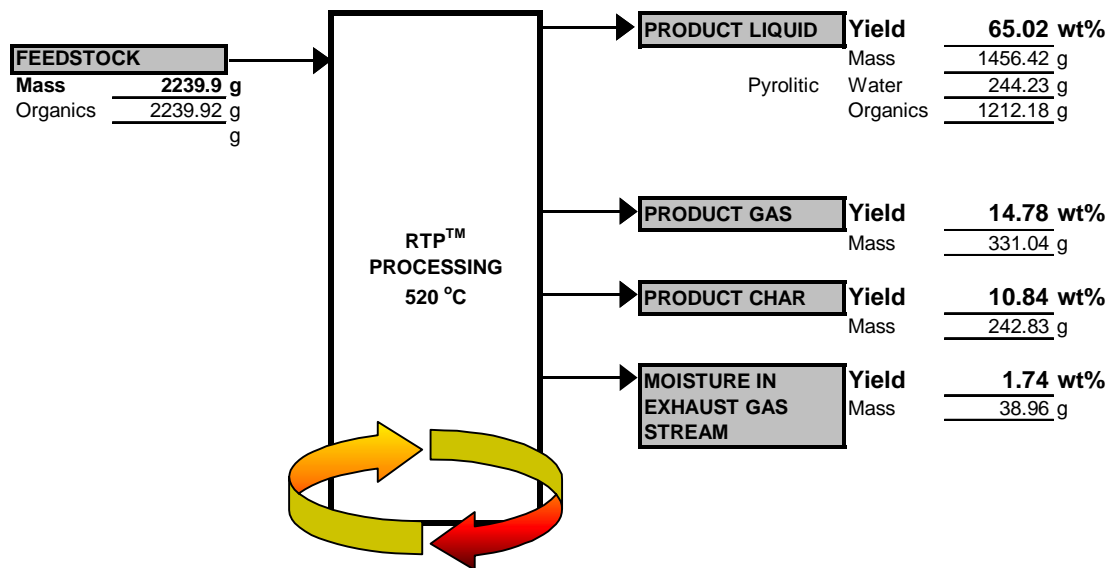 FEEDSTOCK
Mass 2239.9 g
Organics 2239.92 g
g
RTP™
PROCESSING
520 °C
PRODUCT LIQUID Yield 65.02 wt%
Mass 1456.42 g
Pyrolitic Water 244.23 g
Organics 1212.18 g
PRODUCT GAS Yield 14.78 wt%
Mass 331.04 g
PRODUCT CHAR Yield 10.84 wt%
Mass 242.83 g
MOISTURE IN Yield 1.74 wt%
EXHAUST GAS Mass 38.96 g
STREAM